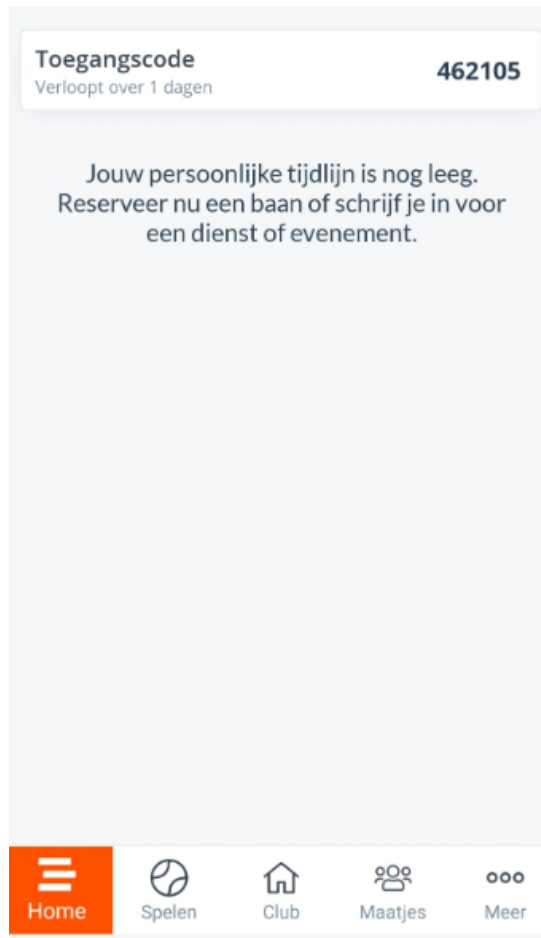 Toegangscode
462105
Verloopt over 1 dagen
Jouw persoonlijke tijdlijn is nog leeg.
Reserveer nu een baan of schrijf je in voor
een dienst of evenement.
Home
Spelen
Club
Maatjes
Meer